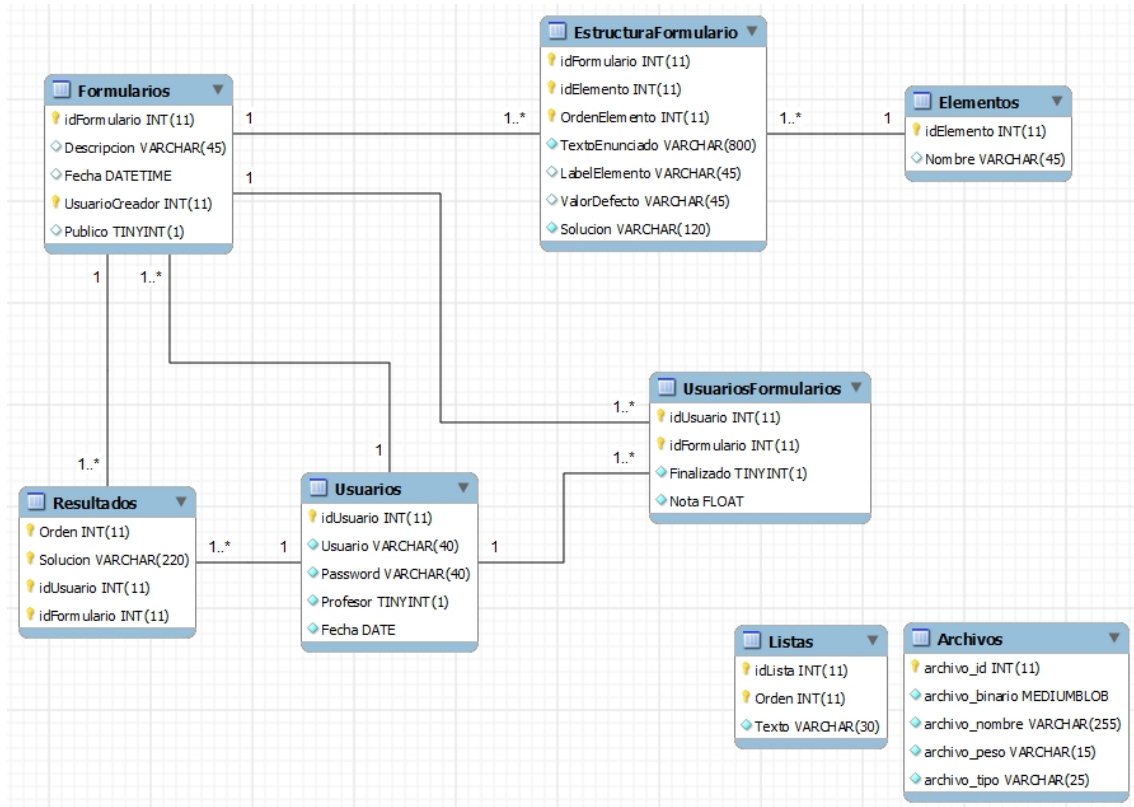 EstructuraFormulario
idFormulario INT(11)
idElemento INT(11)
OrdenElemento INT(11)
TextoEnunciado VARCHAR(800)
LabelElemento VARCHAR(45)
ValorDefecto VARCHAR(45)
Solucion VARCHAR(120)
Formularios
idFormulario INT(11)
Descripcion VARCHAR(45)
Fecha DATETIME
UsuarioCreador INT(11)
Publico TINYINT(1)
Elementos
idElemento INT(11)
Nombre VARCHAR(45)
1
1..*
1..*
1
1
1
1..*
1..*
1
1..*
1..*
1..*
1
1
UsuariosFormularios
idUsuario INT(11)
idFormulario INT(11)
Finalizado TINYINT(1)
Nota FLOAT
Resultados
Orden INT(11)
Solucion VARCHAR(220)
idUsuario INT(11)
idFormulario INT(11)
Usuarios
idUsuario INT(11)
Usuario VARCHAR(40)
Password VARCHAR(40)
Profesor TINYINT(1)
Fecha DATE
Listas
idLista INT(11)
Orden INT(11)
Texto VARCHAR(30)
Archivos
archivo_id INT(11)
archivo_binario MEDIUMBLOB
archivo_nombre VARCHAR(255)
archivo_peso VARCHAR(15)
archivo_tipo VARCHAR(25)